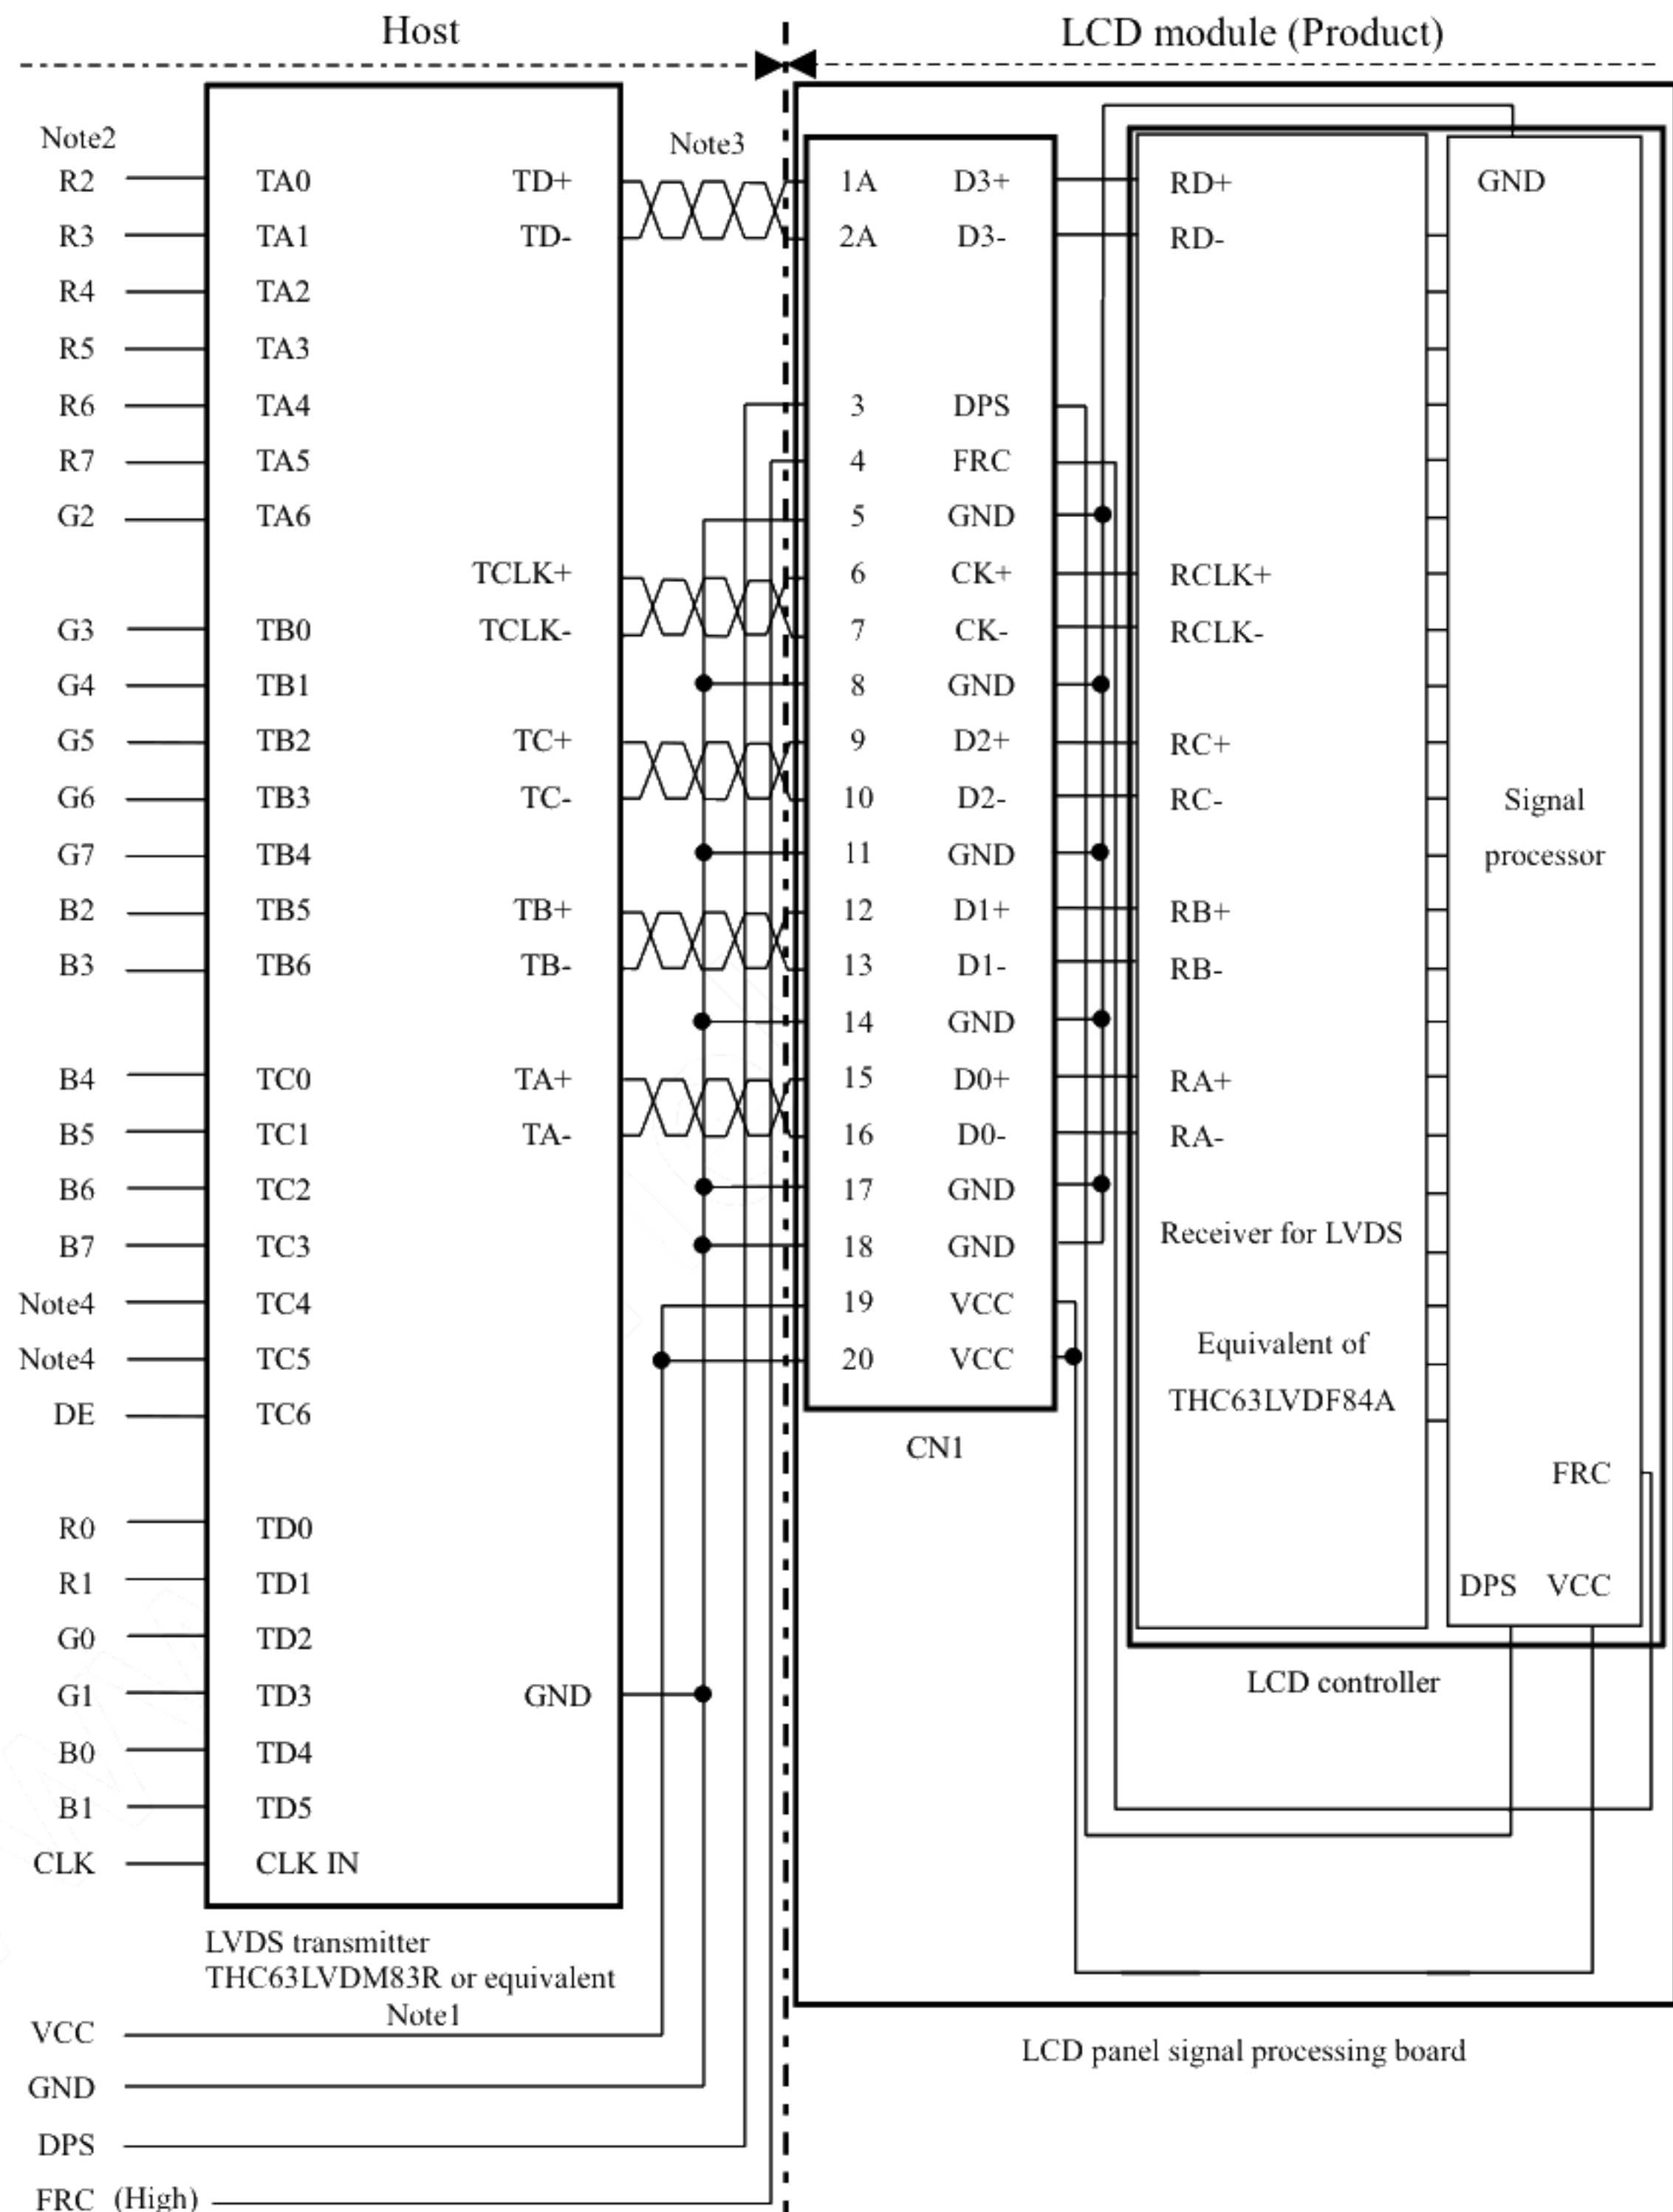 Host LCD module (Product)
Note2 Note3
R2 TA0 TD+ 1A D3+ RD+ GND
R3 TA1 TD- 2A D3- RD-
R4 TA2
R5 TA3
R6 TA4 3 DPS
R7 TA5 4 FRC
G2 TA6 5 GND
TCLK+ 6 CK+ RCLK+
G3 TB0 TCLK- 7 CK- RCLK-
G4 TB1 8 GND
G5 TB2 TC+ 9 D2+ RC+
G6 TB3 TC- 10 D2- RC- Signal
G7 TB4 11 GND processor
B2 TB5 TB+ 12 D1+ RB+
B3 TB6 TB- 13 D1- RB-
14 GND
B4 TC0 TA+ 15 D0+ RA+
B5 TC1 TA- 16 D0- RA-
B6 TC2 17 GND
B7 TC3 18 GND Receiver for LVDS
Note4 TC4 19 VCC
Note4 TC5 20 VCC Equivalent of
DE TC6 THC63LVDF84A
CN1
FRC
R0 TD0
R1 TD1 DPS VCC
G0 TD2
G1 TD3 GND LCD controller
B0 TD4
B1 TD5
CLK CLK IN
LVDS transmitter
THC63LVDM83R or equivalent
Note1
VCC
LCD panel signal processing board
GND
DPS
FRC (High)